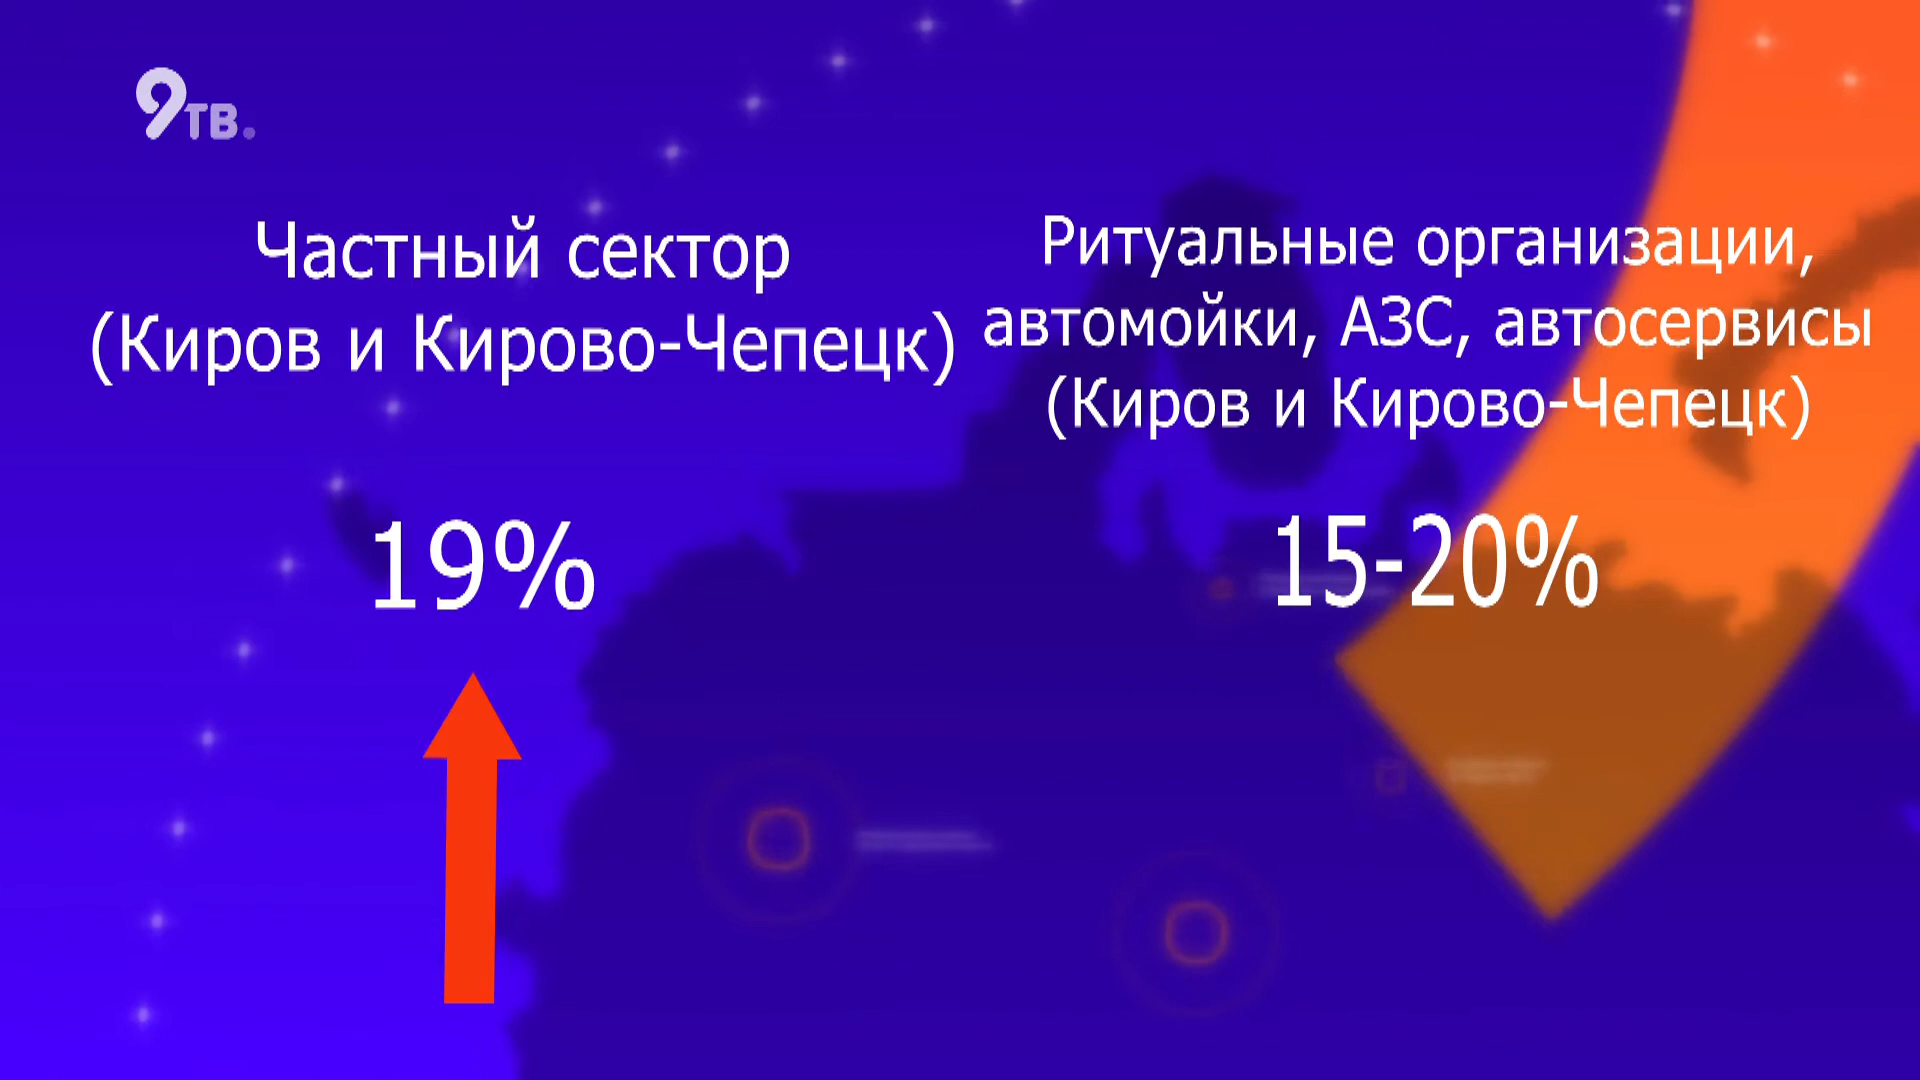 9ТВ.
Частный сектор
(Киров и Кирово-Чепецк)
19%
Ритуальные организации,
автомойки, АЗС, автосервисы
(Киров и Кирово-Чепецк)
15-20%